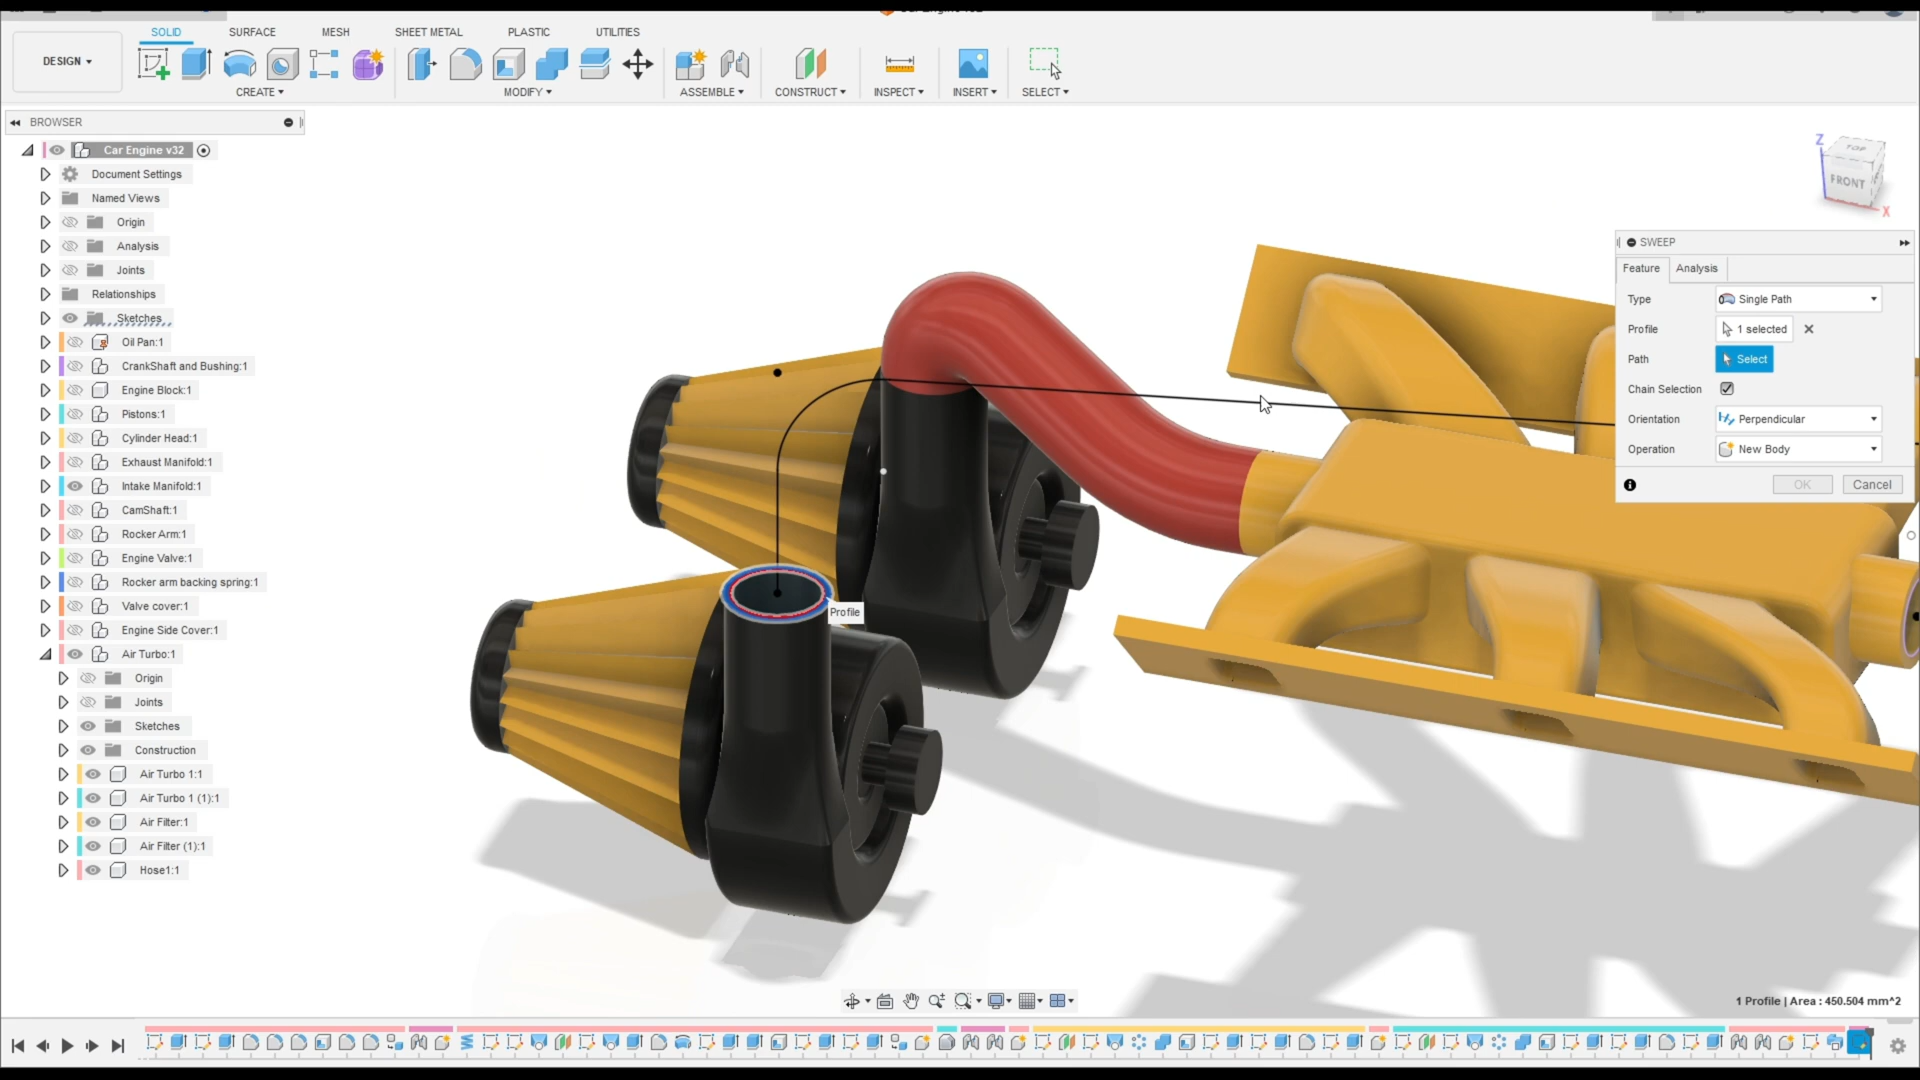 SOLID
SURFACE
MESH
SHEET METAL
PLASTIC
UTILITIES
DESIGN
CREATE
MODIFY
ASSEMBLE
CONSTRUCT
INSPECT
INSERT
SELECT
BROWSER
Car Engine v32
Document Settings
Named Views
Origin
Analysis
Joints
Relationships
Sketches
Oil Pan:1
CrankShaft and Bushing:1
Engine Block:1
Pistons:1
Cylinder Head:1
Exhaust Manifold:1
Intake Manifold:1
CamShaft:1
Rocker Arm:1
Engine Valve:1
Rocker arm backing spring:1
Valve cover:1
Engine Side Cover:1
Air Turbo:1
Origin
Joints
Sketches
Construction
Air Turbo 1:1
Air Turbo 1 (1):1
Air Filter:1
Air Filter (1):1
Hose1:1
Profile
Z
TOP
FRONT
X
SWEEP
Feature
Analysis
Type
Single Path
Profile
1 selected
Path
Select
Chain Selection
Orientation
Perpendicular
Operation
New Body
OK
Cancel
1 Profile | Area : 450.504 mm^2